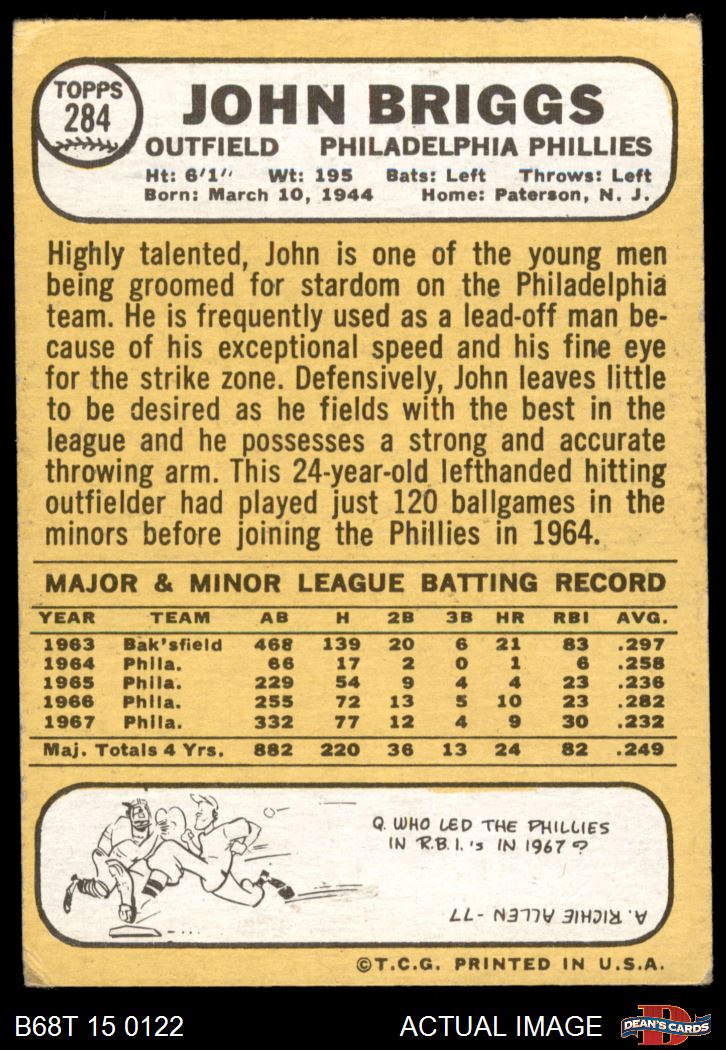 TOPPS
284
JOHN BRIGGS
OUTFIELD PHILADELPHIA PHILLIES
Ht: 6'1" Wt: 195 Bats: Left Throws: Left
Born: March 10, 1944 Home: Paterson, N. J.
Highly talented, John is one of the young men
being groomed for stardom on the Philadelphia
team. He is frequently used as a lead-off man be-
cause of his exceptional speed and his fine eye
for the strike zone. Defensively, John leaves little
to be desired as he fields with the best in the
league and he possesses a strong and accurate
throwing arm. This 24-year-old lefthanded hitting
outfielder had played just 120 ballgames in the
minors before joining the Phillies in 1964.
MAJOR & MINOR LEAGUE BATTING RECORD
YEAR TEAM AB H 2B 3B HR RBI AVG.
1963 Bak'sfield 468 139 20 6 21 83 .297
1964 Phila. 66 17 2 0 1 6 .258
1965 Phila. 229 54 9 4 4 23 .236
1966 Phila. 255 72 13 5 10 23 .282
1967 Phila. 332 77 12 4 9 30 .232
Maj. Totals 4 Yrs. 882 220 36 13 24 82 .249
Q. WHO LED THE PHILLIES
IN R.B.I.'s IN 1967?
A. RICHIE ALLEN - 77
©T.C.G. PRINTED IN U.S.A.
B68T 15 0122 ACTUAL IMAGE
D
DEAN'S CARDS